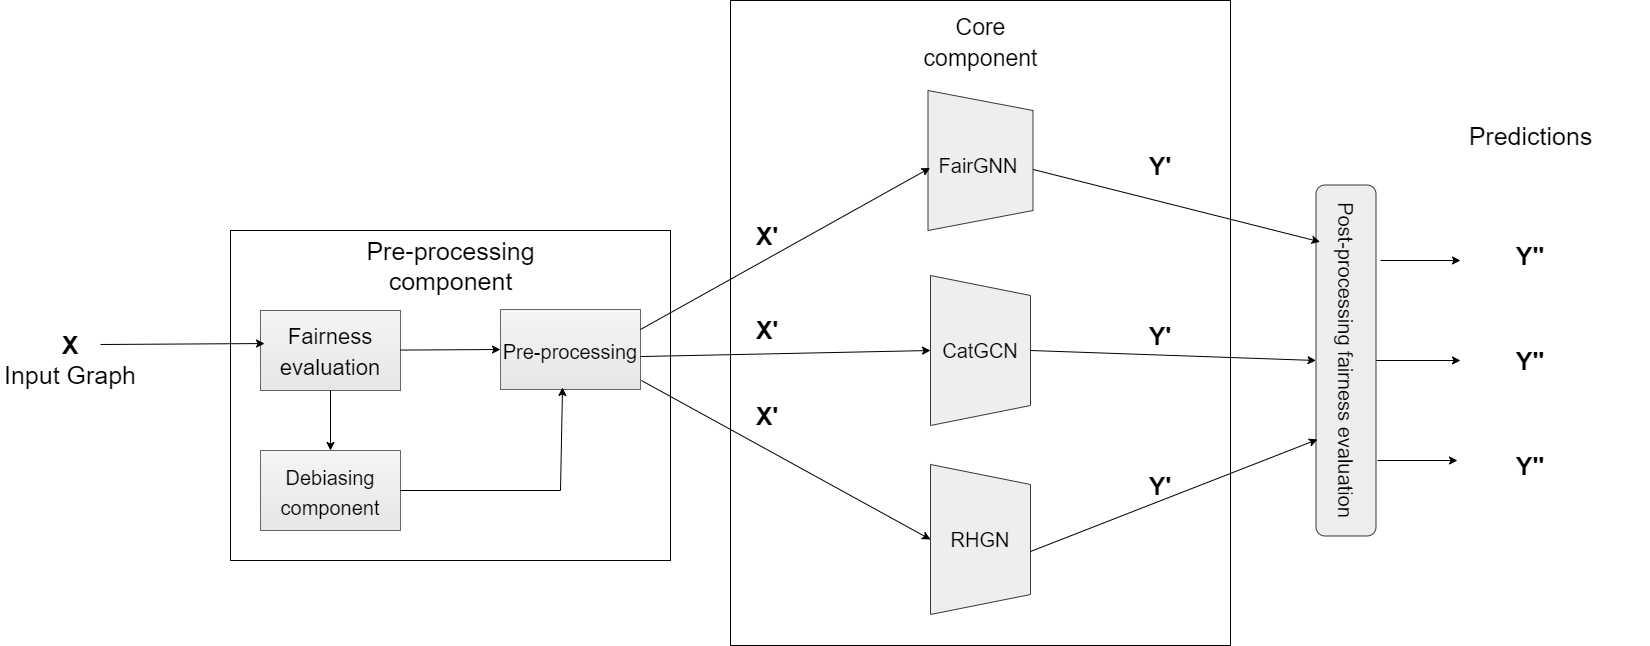 Core
component
FairGNN
Y'
Predictions
Pre-processing
component
X'
Post-processing fairness evaluation
Y''
X
Input Graph
Fairness
evaluation
Pre-processing
X'
CatGCN
Y'
Y''
X'
Debiasing
component
RHGN
Y'
Y''